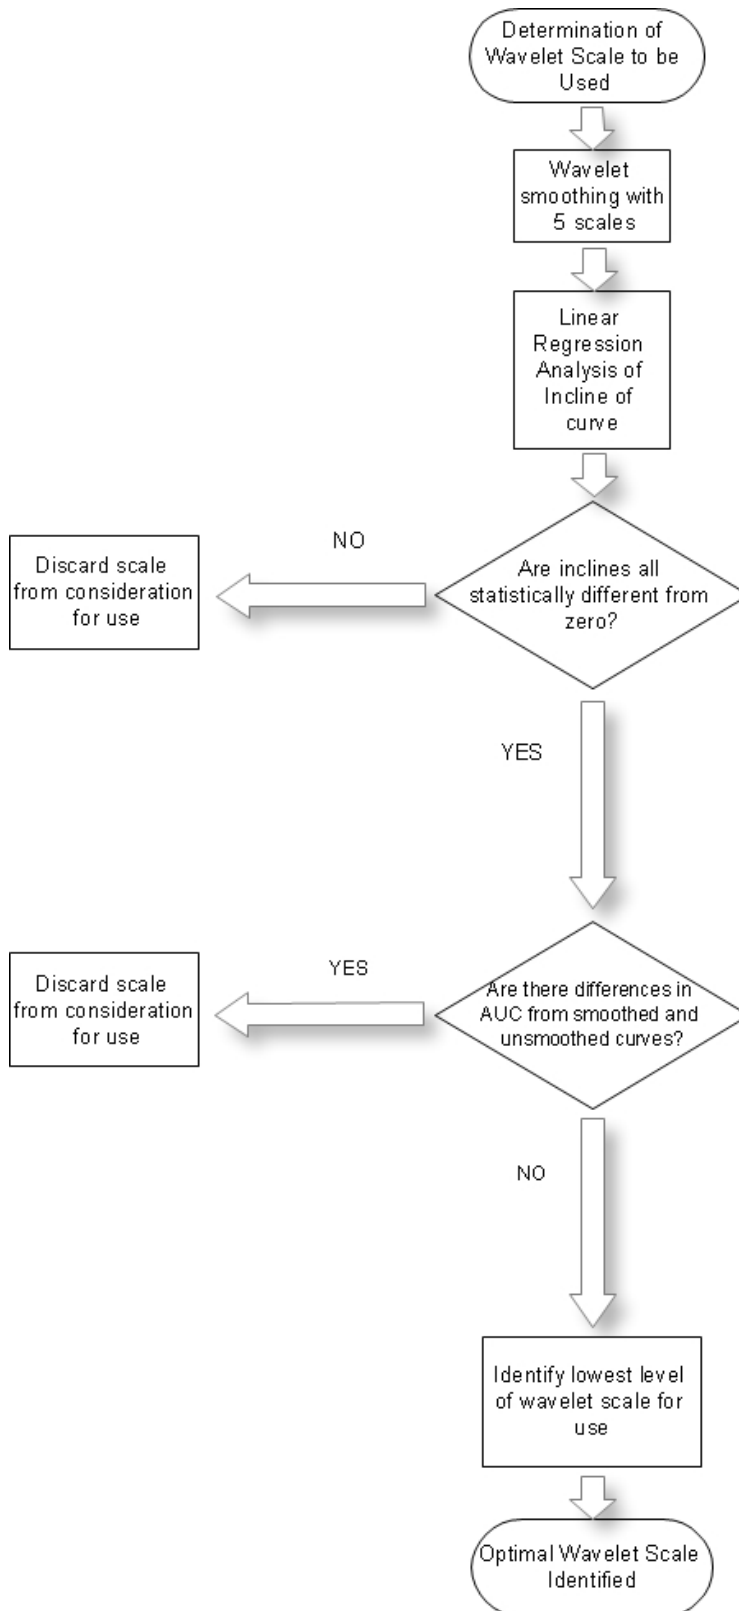 Determination of
Wavelet Scale to be
Used
Wavelet
smoothing with
5 scales
Linear
Regression
Analysis of
Incline of
curve
Are inclines all
statistically different from
zero?
NO
Discard scale
from consideration
for use
YES
Are there differences in
AUC from smoothed and
unsmoothed curves?
YES
Discard scale
from consideration
for use
NO
Identify lowest level
of wavelet scale for
use
Optimal Wavelet Scale
Identified